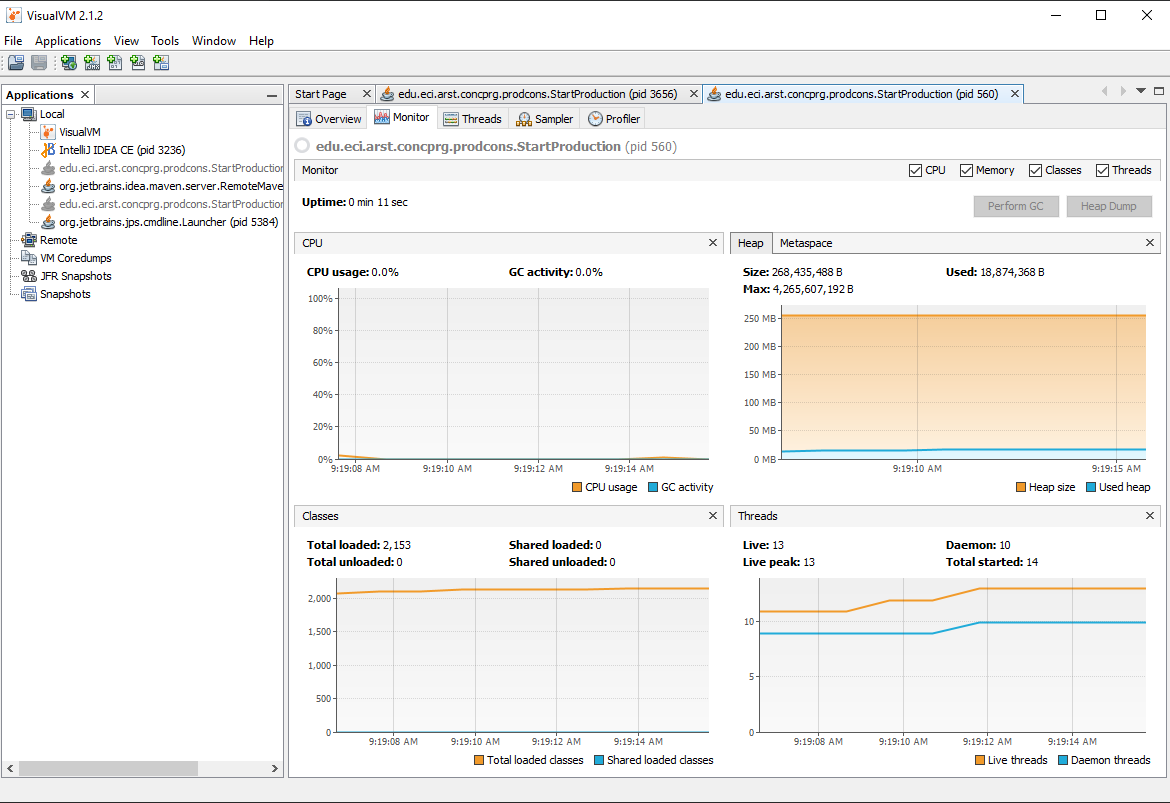 VisualVM 2.1.2
File Applications View Tools Window Help
Applications
Local
VisualVM
IntelliJ IDEA CE (pid 3236)
edu.eci.arst.concprg.prodcons.StartProduction
org.jetbrains.idea.maven.server.RemoteMave
edu.eci.arst.concprg.prodcons.StartProduction
org.jetbrains.jps.cmdline.Launcher (pid 5384)
Remote
VM Coredumps
JFR Snapshots
Snapshots
Start Page edu.eci.arst.concprg.prodcons.StartProduction (pid 3656) edu.eci.arst.concprg.prodcons.StartProduction (pid 560)
Overview Monitor Threads Sampler Profiler
edu.eci.arst.concprg.prodcons.StartProduction (pid 560)
Monitor CPU Memory Classes Threads
Uptime: 0 min 11 sec Perform GC Heap Dump
CPU
CPU usage: 0.0% GC activity: 0.0%
100%
80%
60%
40%
20%
0%
9:19:08 AM 9:19:10 AM 9:19:12 AM 9:19:14 AM
CPU usage GC activity
Heap Metaspace
Size: 268,435,488 B Used: 18,874,368 B
Max: 4,265,607,192 B
250 MB
200 MB
150 MB
100 MB
50 MB
0 MB
9:19:10 AM 9:19:15 AM
Heap size Used heap
Classes
Total loaded: 2,153 Shared loaded: 0
Total unloaded: 0 Shared unloaded: 0
2,000
1,500
1,000
500
0
9:19:08 AM 9:19:10 AM 9:19:12 AM 9:19:14 AM
Total loaded classes Shared loaded classes
Threads
Live: 13 Daemon: 10
Live peak: 13 Total started: 14
10
5
0
9:19:08 AM 9:19:10 AM 9:19:12 AM 9:19:14 AM
Live threads Daemon threads